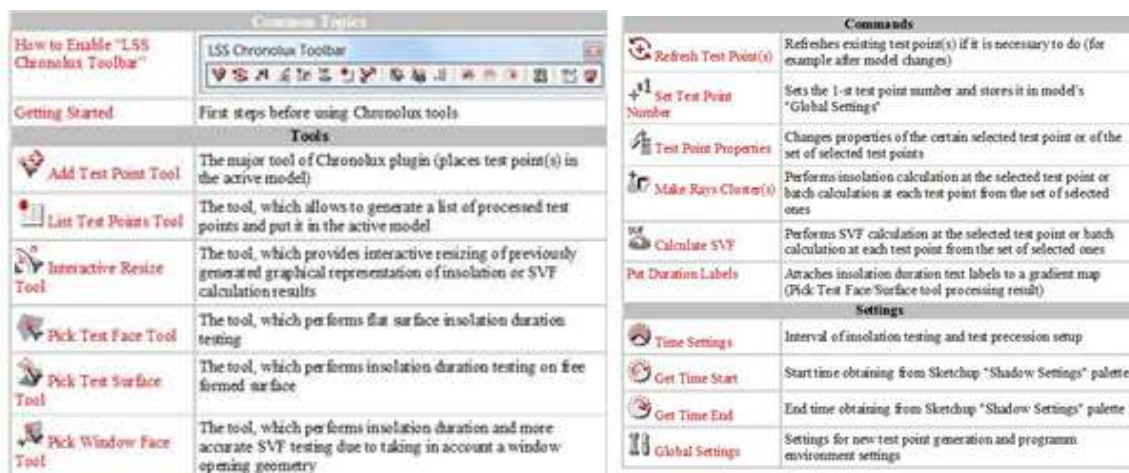 Common Topics
How to Enable "LSS
Chronolux Toolbar"
LSS Chronolux Toolbar
Getting Started
First steps before using Chronolux tools
Tools
Add Test Point Tool
The major tool of Chronolux plugin (places test point(s) in
the active model)
List Test Points Tool
The tool, which allows to generate a list of processed test
points and put it in the active model
Interactive Resize
Tool
The tool, which provides interactive resizing of previously
generated graphical representation of insolation or SVF
calculation results
Pick Test Face Tool
The tool, which performs flat surface insolation duration
testing
Pick Test Surface
Tool
The tool, which performs insolation duration testing on free
formed surface
Pick Window Face
Tool
The tool, which performs insolation duration and more
accurate SVF testing due to taking in account a window
opening geometry
Commands
Refresh Test Point(s)
Refreshes existing test point(s) if it is necessary to do (for
example after model changes)
Set Test Point
Number
Sets the 1-st test point number and stores it in model's
"Global Settings"
Test Point Properties
Changes properties of the certain selected test point or of the
set of selected test points
Make Rays Cluster(s)
Performs insolation calculation at the selected test point or
batch calculation at each test point from the set of selected
ones
Calculate SVF
Performs SVF calculation at the selected test point or batch
calculation at each test point from the set of selected ones
Put Duration Labels
Attaches insolation duration text labels to a gradient map
(Pick Test Face/Surface tool processing result)
Settings
Time Settings
Interval of insolation testing and test precession setup
Get Time Start
Start time obtaining from Sketchup "Shadow Settings" palette
Get Time End
End time obtaining from Sketchup "Shadow Settings" palette
Global Settings
Settings for new test point generation and programm
environment settings